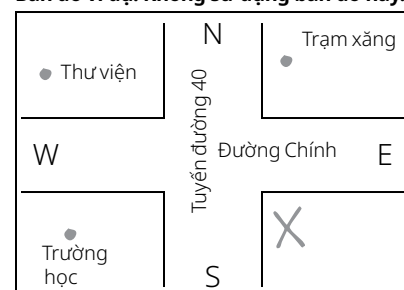 N
Trạm xăng
Thư viện
Tuyến đường 40
W
Đường Chính
E
Trường
học
X
S